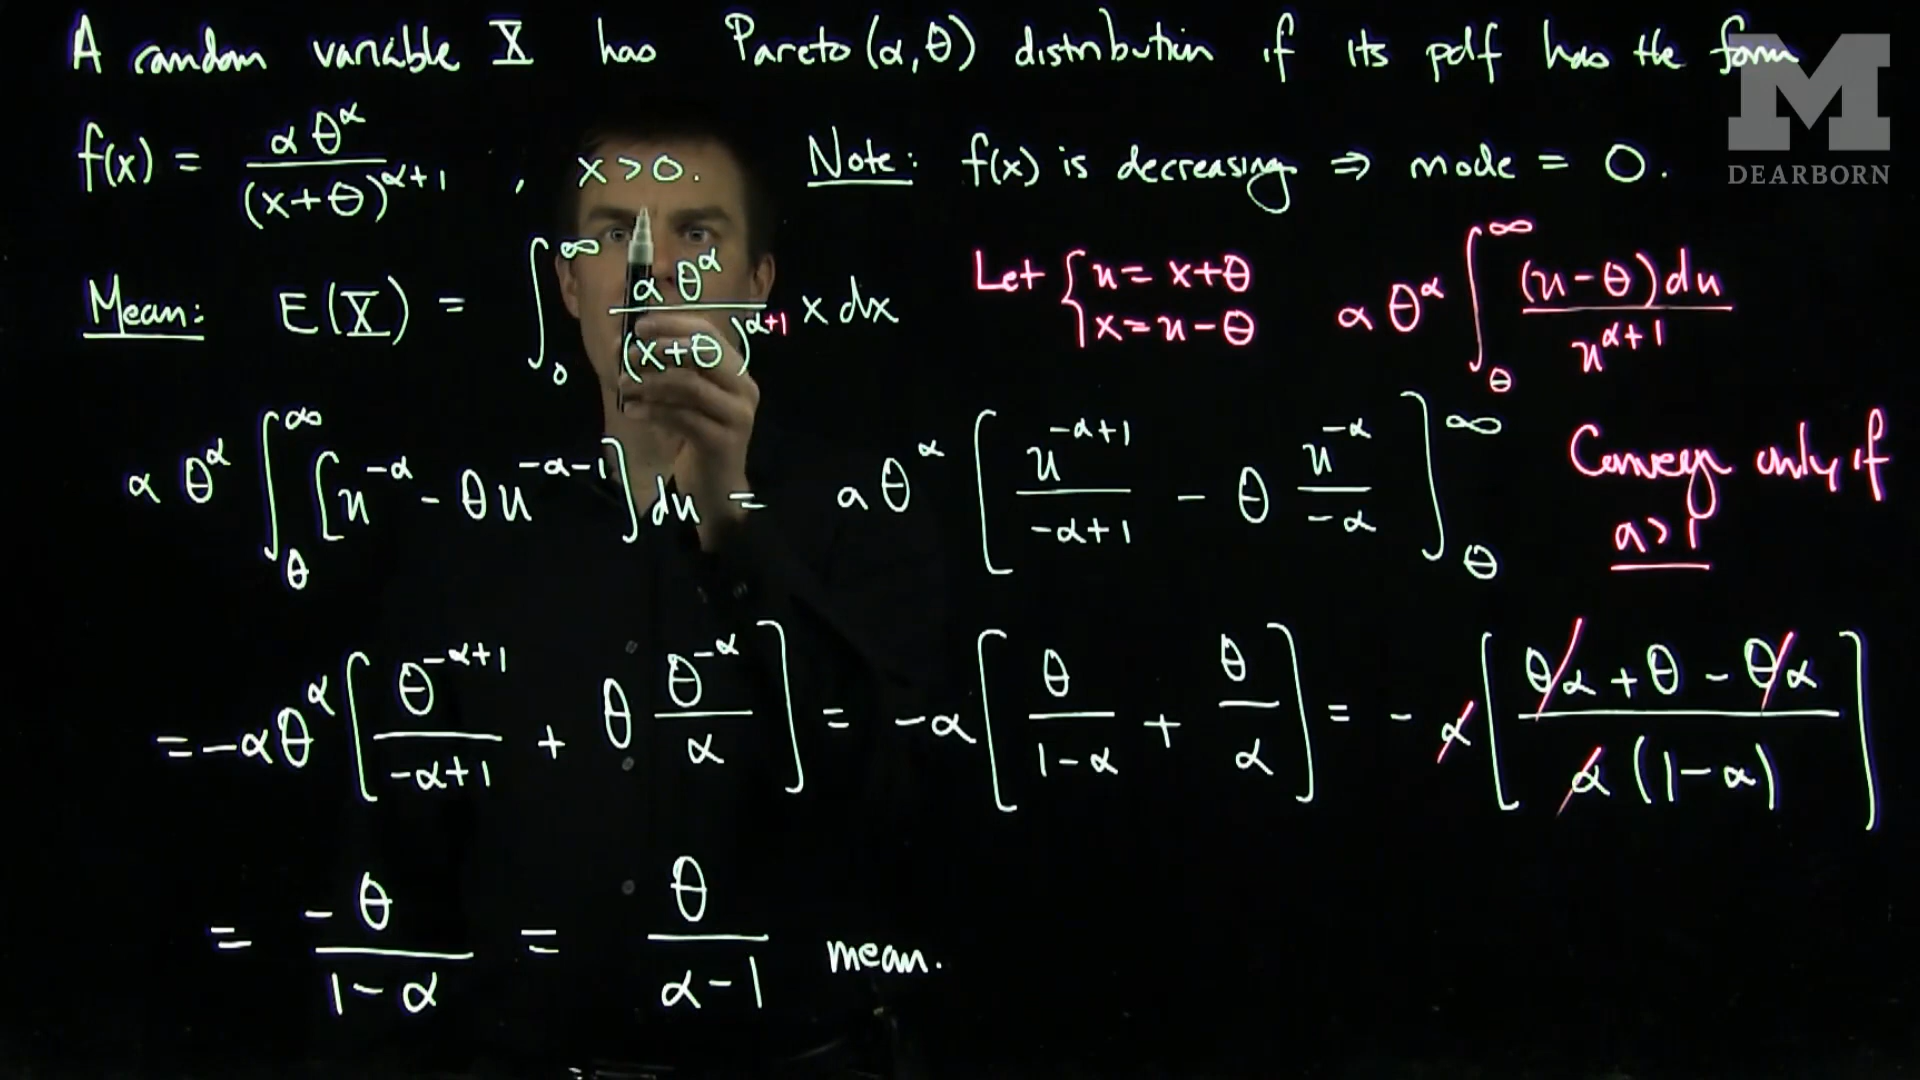 A random variable X has Pareto(α,θ) distribution if its pdf has the form
f(x) = αθ^α / (x+θ)^(α+1) , x>0. Note: f(x) is decreasing ⇒ mode = 0.
M DEARBORN
Mean: E(X) = ∫_0^∞ αθ^α / (x+θ)^(α+1) x dx Let { u = x+θ x = u-θ αθ^α ∫_θ^∞ (u-θ)du / u^(α+1)
αθ^α ∫_θ^∞ [u^(-α) - θu^(-α-1)] du = aθ^α [ u^(-α+1) / (-α+1) - θ u^(-α) / (-α) ]_θ^∞ Converge only if a>1
= -αθ^α [ θ^(-α+1) / (-α+1) + θ θ^(-α) / α ] = -α [ θ / (1-α) + θ / α ] = -α [ (θα + θ - θα) / (α(1-α)) ]
= -θ / (1-α) = θ / (α-1) mean.